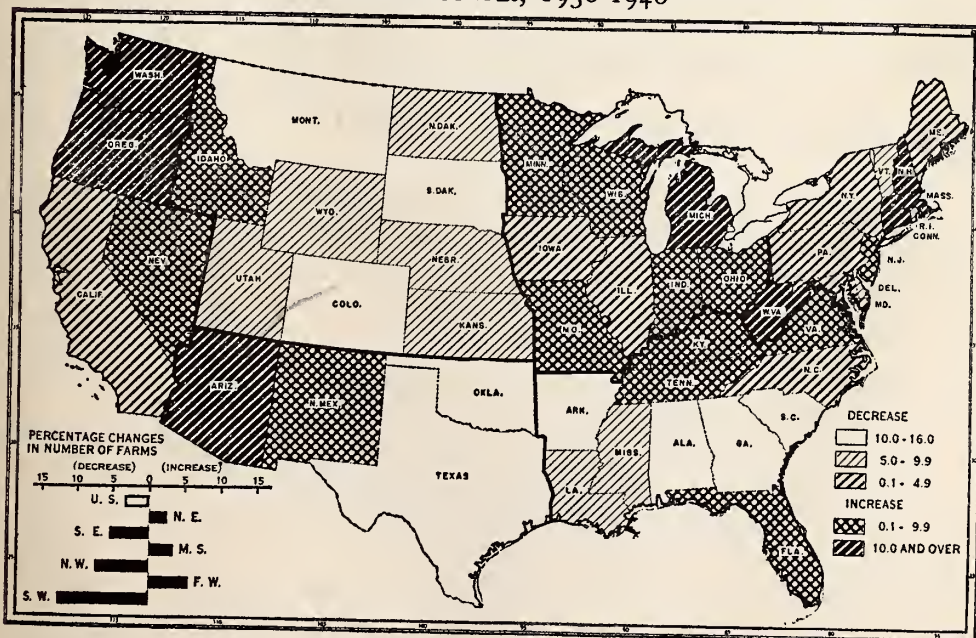 1930-1940
WASH.
OREG.
IDAHO
MONT.
N.DAK.
S.DAK.
WYO.
NEBR.
NEV.
UTAH
COLO.
KANS.
CALIF.
ARIZ.
N.MEX.
OKLA.
TEXAS
MINN.
WIS.
IOWA
MICH.
ILL.
IND.
OHIO
MO.
KY.
TENN.
W.VA.
VA.
N.C.
S.C.
ARK.
LA.
MISS.
ALA.
GA.
FLA.
ME.
VT.
N.H.
MASS.
R.I.
CONN.
N.Y.
PA.
N.J.
DEL.
MD.
PERCENTAGE CHANGES
IN NUMBER OF FARMS
(DECREASE) (INCREASE)
15 10 5 0 5 10 15
U. S.
N. E.
S. E.
M. S.
N. W.
F. W.
S. W.
DECREASE
10.0-16.0
5.0- 9.9
0.1- 4.9
INCREASE
0.1- 9.9
10.0 AND OVER